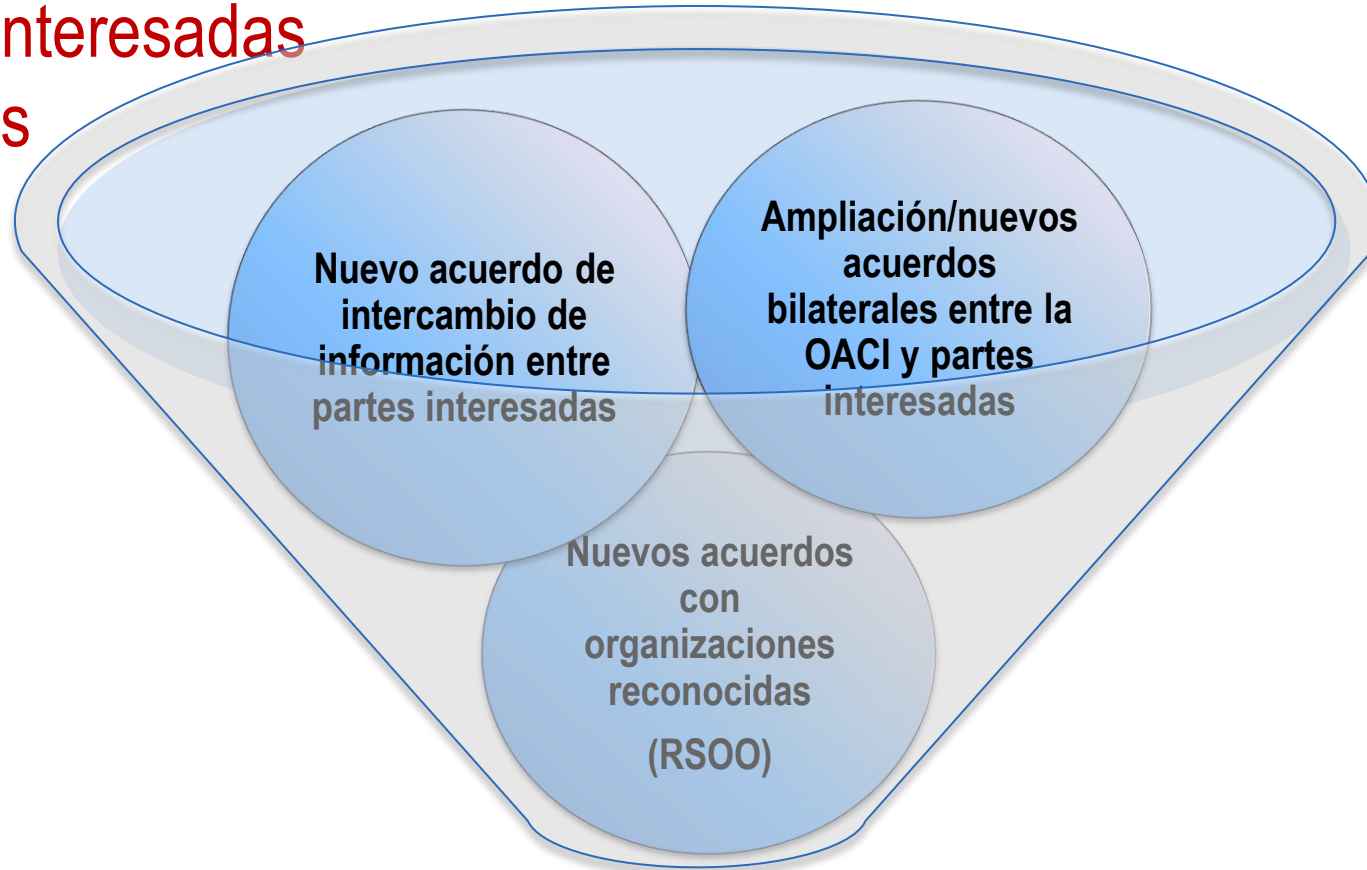 nteresadas
s
Nuevo acuerdo de
intercambio de
información entre
partes interesadas
Ampliación/nuevos
acuerdos
bilaterales entre la
OACI y partes
interesadas
Nuevos acuerdos
con
organizaciones
reconocidas
(RSOO)